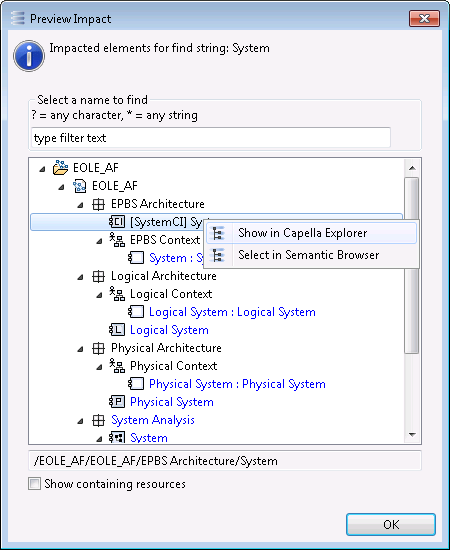 Preview Impact
Impacted elements for find string: System
Select a name to find
? = any character, * = any string
type filter text
EOLE_AF
EOLE_AF
EPBS Architecture
[SystemCI]
Show in Capella Explorer
EPBS Context
Select in Semantic Browser
System :
Logical Architecture
Logical Context
Logical System : Logical System
Logical System
Physical Architecture
Physical Context
Physical System : Physical System
Physical System
System Analysis
System
/EOLE_AF/EOLE_AF/EPBS Architecture/System
Show containing resources
OK